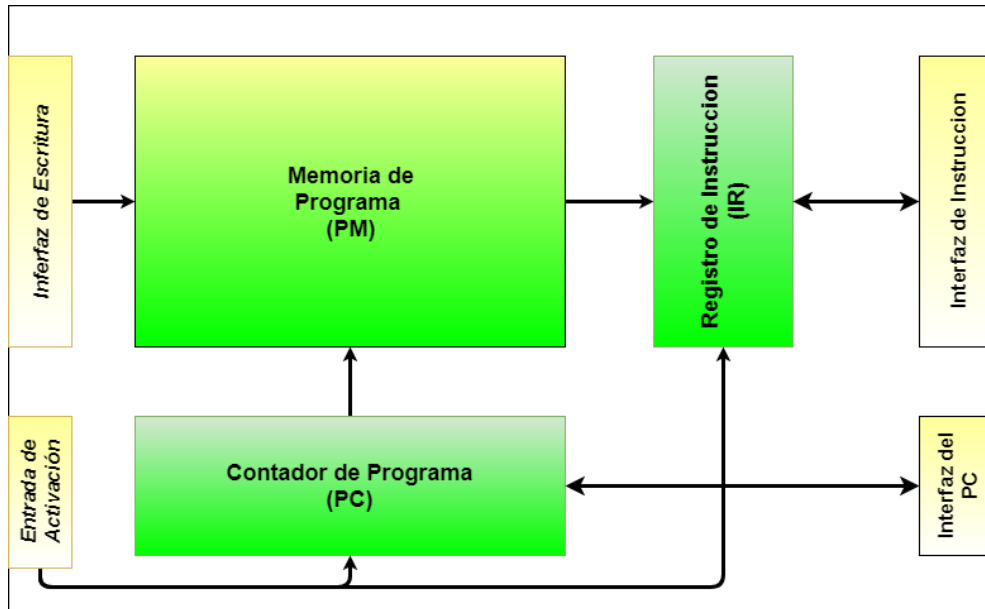 Inferfaz de Escritura
Memoria de
Programa
(PM)
Registro de Instruccion
(IR)
Interfaz de Instruccion
Entrada de
Activación
Contador de Programa
(PC)
Interfaz del
PC